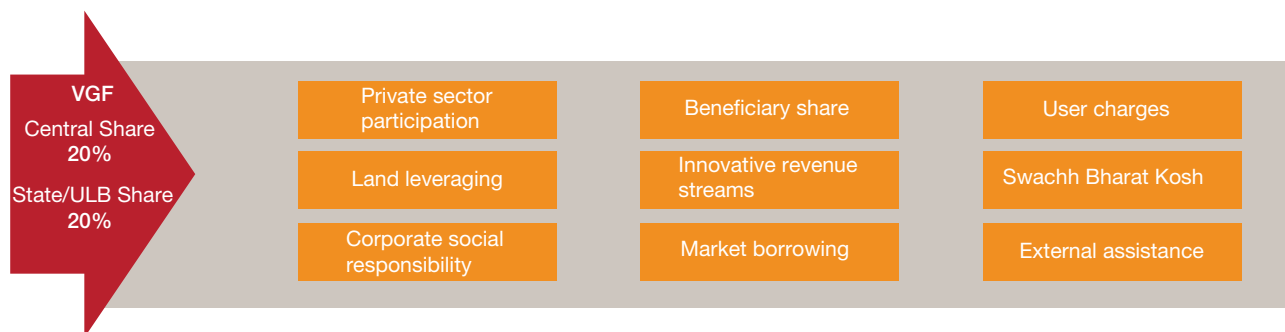 VGF
Central Share
20%
State/ULB Share
20%
Private sector
participation
Beneficiary share
User charges
Land leveraging
Innovative revenue
streams
Swachh Bharat Kosh
Corporate social
responsibility
Market borrowing
External assistance